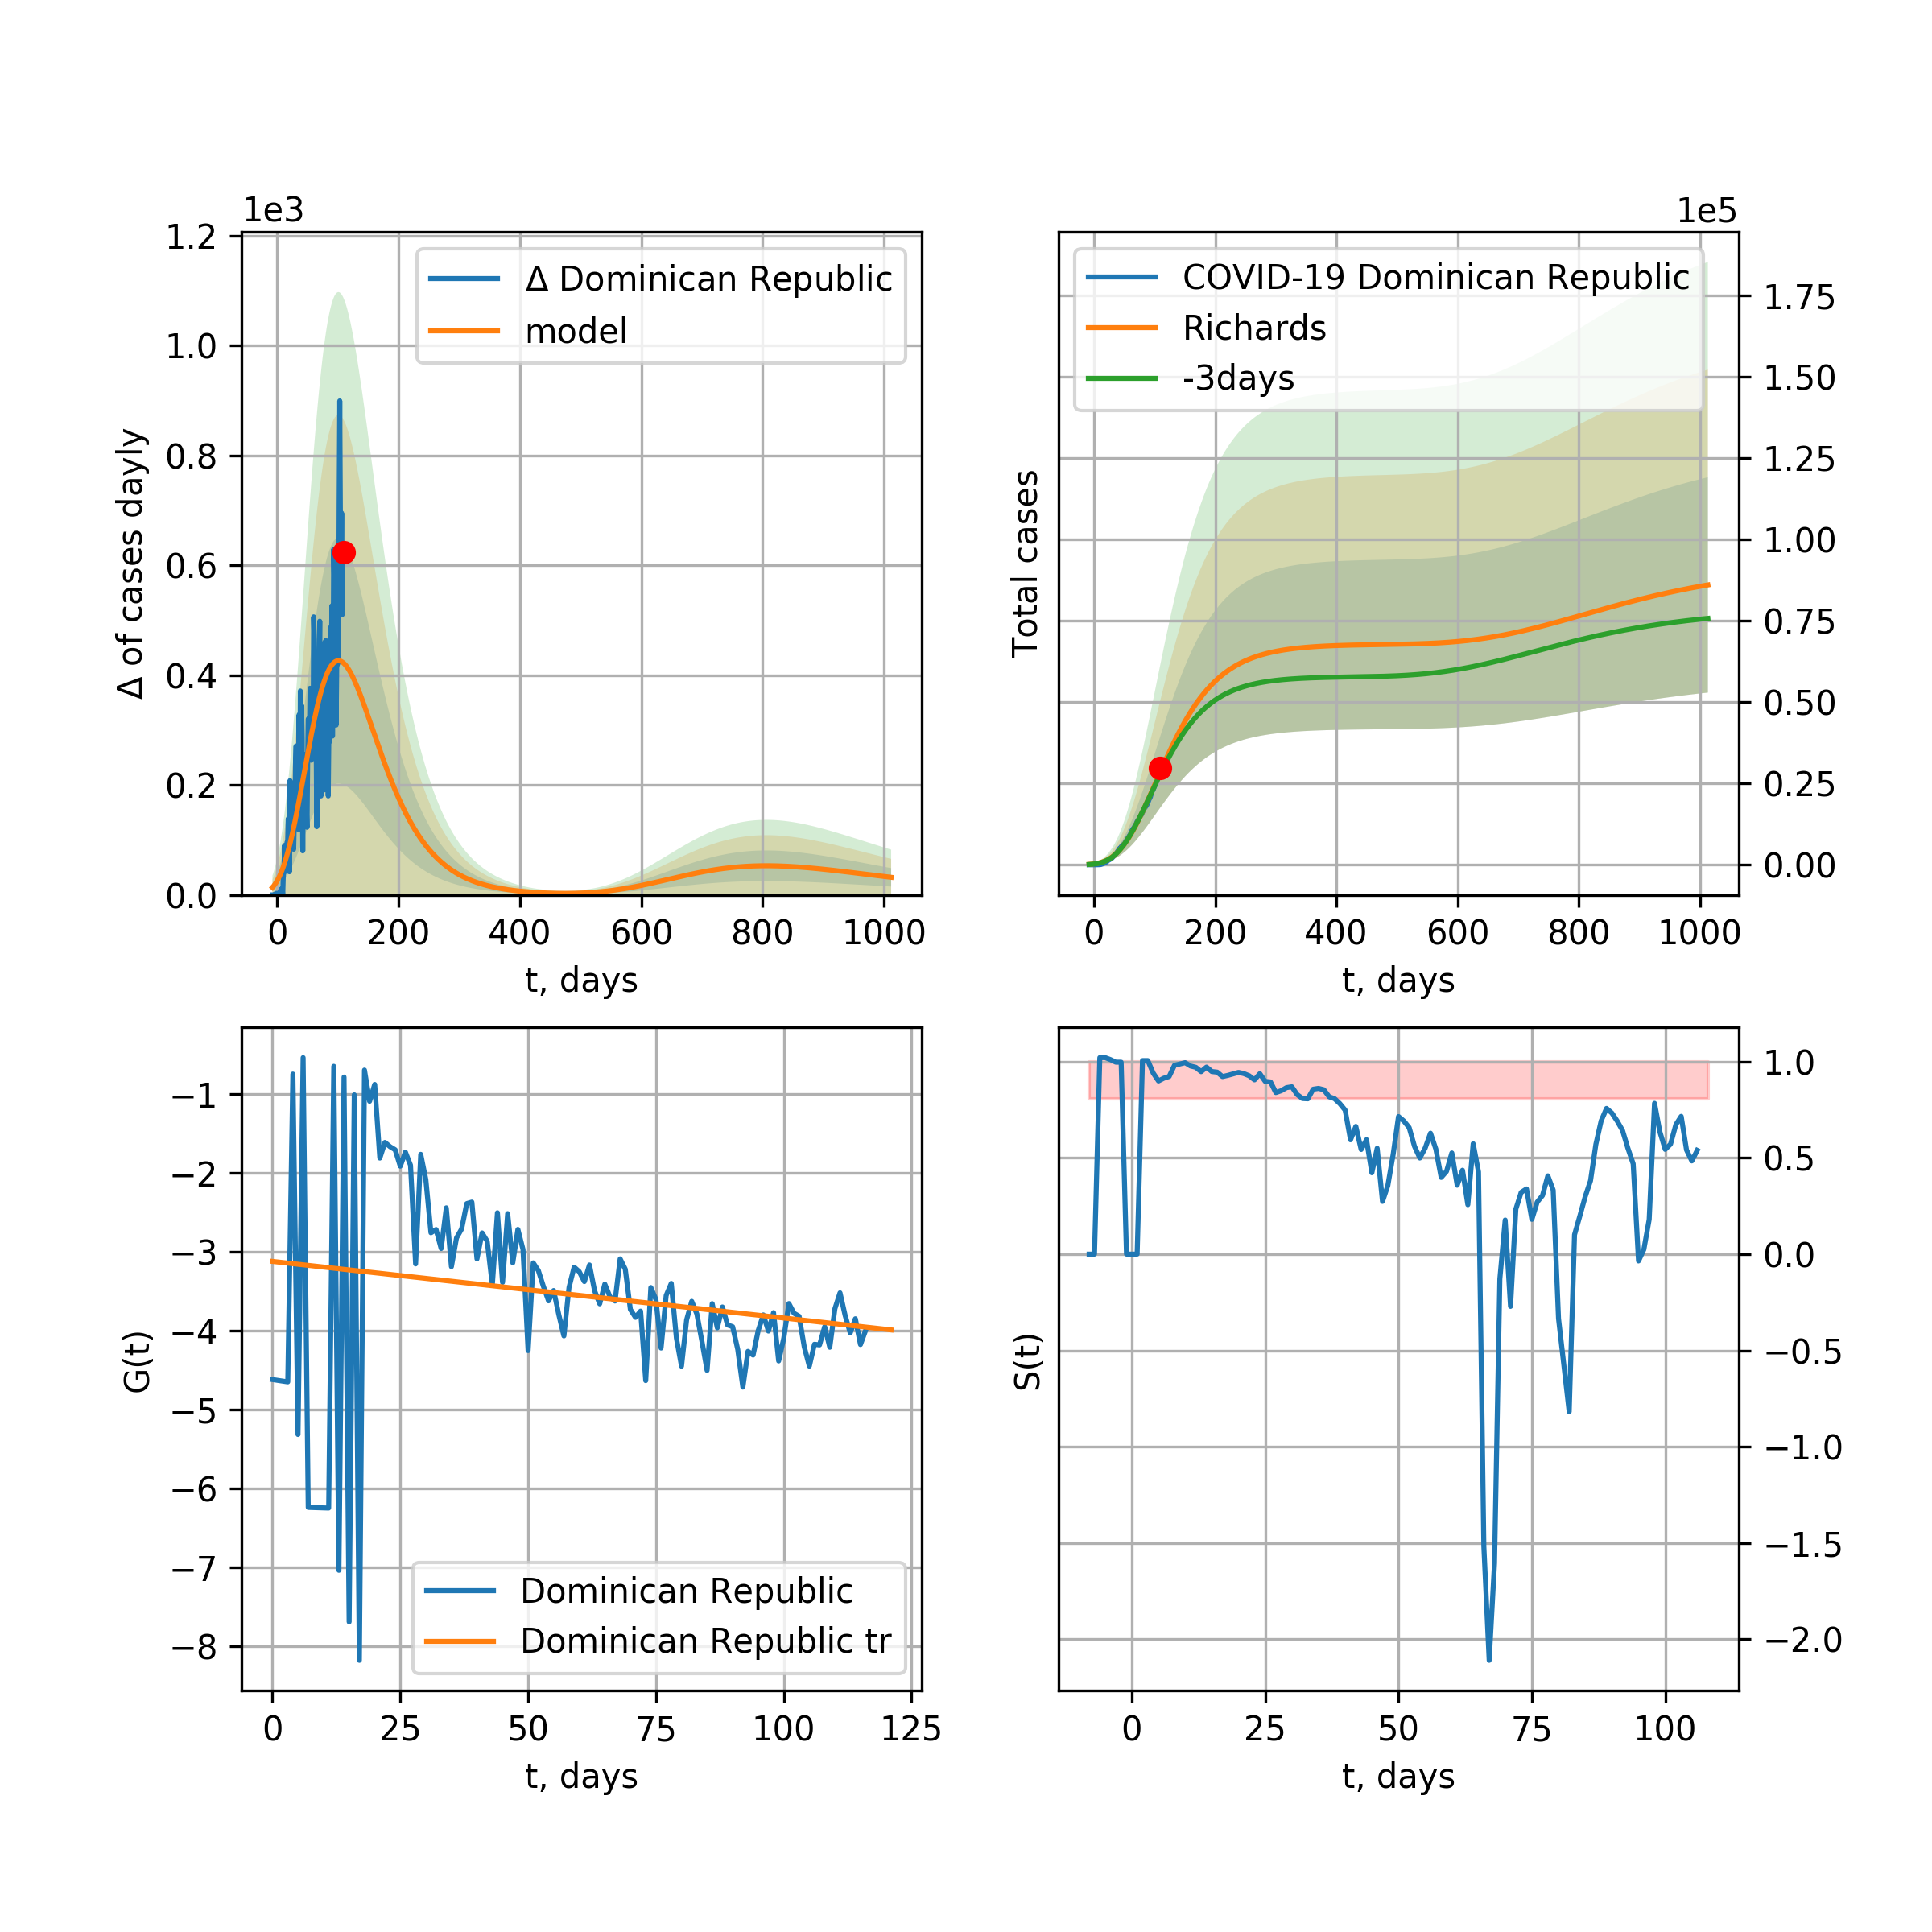 1e3
1.2
1.0
0.8
0.6
0.4
0.2
0.0
Δ of cases dayly
Δ Dominican Republic
model
0 200 400 600 800 1000
t, days
1e5
COVID-19 Dominican Republic
Richards
-3days
Total cases
1.75
1.50
1.25
1.00
0.75
0.50
0.25
0.00
0 200 400 600 800 1000
t, days
−1
−2
−3
−4
−5
−6
−7
−8
G(t)
Dominican Republic
Dominican Republic tr
0 25 50 75 100 125
t, days
S(t)
1.0
0.5
0.0
−0.5
−1.0
−1.5
−2.0
0 25 50 75 100
t, days